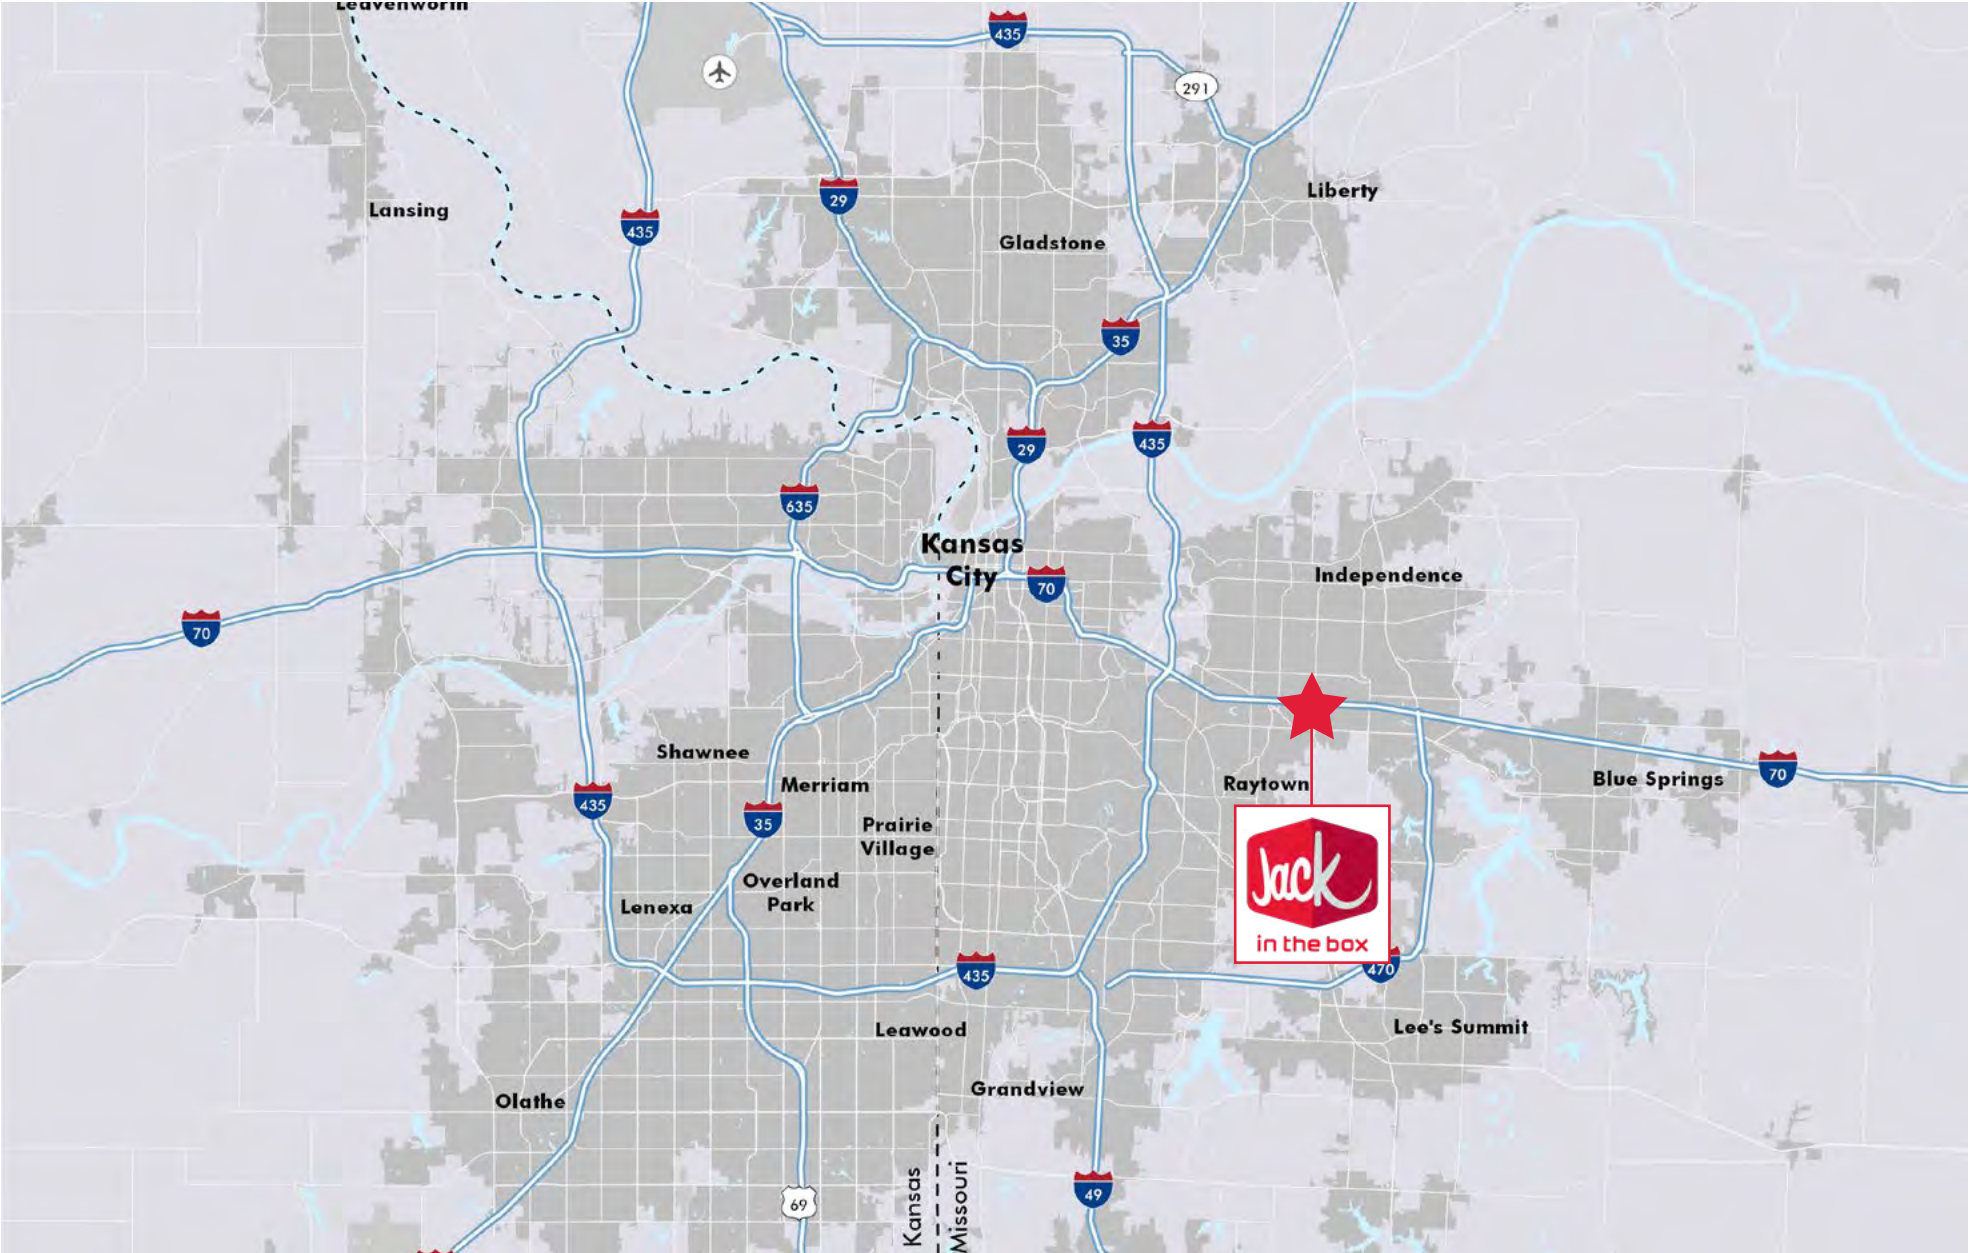 Leavenworth
435
291
Liberty
29
Lansing
435
Gladstone
35
29
435
635
Kansas
City
70
Independence
70
Shawnee
Merriam
Raytown
Blue Springs
70
435
35
Prairie
Village
Overland
Park
Lenexa
Jack
in the box
435
470
Leawood
Lee's Summit
Grandview
Olathe
Kansas
Missouri
69
49